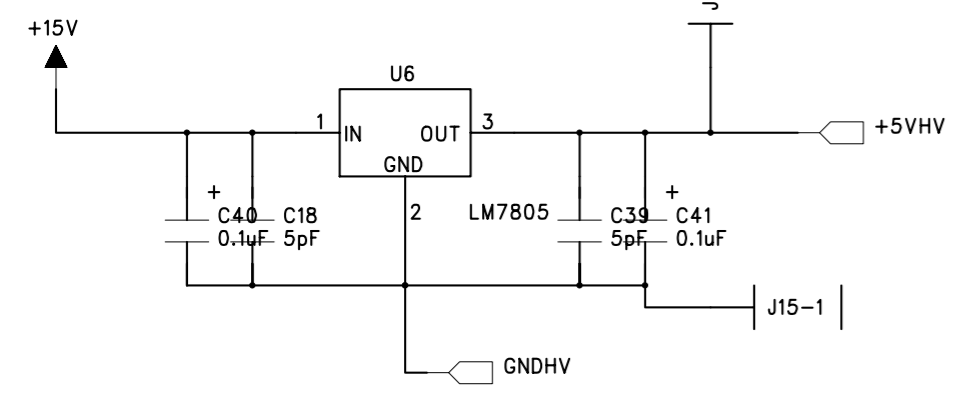 +15V
U6
1
IN
OUT
3
GND
+5VHV
2
LM7805
+
C40
0.1uF
C18
5pF
C39
5pF
+
C41
0.1uF
J15-1
GNDHV